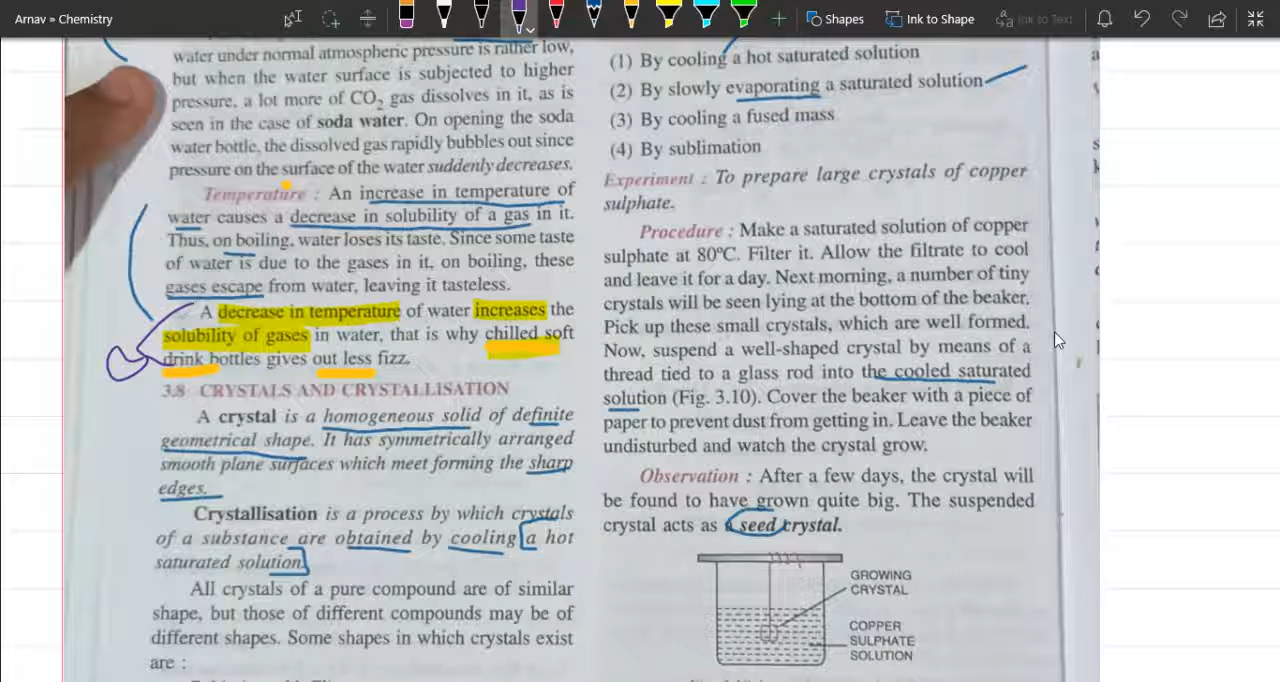 Arnav » Chemistry
Shapes
Ink to Shape
Ink to Text
water under normal atmospheric pressure is rather low,
but when the water surface is subjected to higher
pressure, a lot more of CO₂ gas dissolves in it, as is
seen in the case of soda water. On opening the soda
water bottle, the dissolved gas rapidly bubbles out since
pressure on the surface of the water suddenly decreases.
Temperature : An increase in temperature of
water causes a decrease in solubility of a gas in it.
Thus, on boiling, water loses its taste. Since some taste
of water is due to the gases in it, on boiling, these
gases escape from water, leaving it tasteless.
A decrease in temperature of water increases the
solubility of gases in water, that is why chilled soft
drink bottles gives out less fizz.
3.8 CRYSTALS AND CRYSTALLISATION
A crystal is a homogeneous solid of definite
geometrical shape. It has symmetrically arranged
smooth plane surfaces which meet forming the sharp
edges.
Crystallisation is a process by which crystals
of a substance are obtained by cooling a hot
saturated solution.
All crystals of a pure compound are of similar
shape, but those of different compounds may be of
different shapes. Some shapes in which crystals exist
are :
(1) By cooling a hot saturated solution
(2) By slowly evaporating a saturated solution
(3) By cooling a fused mass
(4) By sublimation
Experiment : To prepare large crystals of copper
sulphate.
Procedure : Make a saturated solution of copper
sulphate at 80°C. Filter it. Allow the filtrate to cool
and leave it for a day. Next morning, a number of tiny
crystals will be seen lying at the bottom of the beaker.
Pick up these small crystals, which are well formed.
Now, suspend a well-shaped crystal by means of a
thread tied to a glass rod into the cooled saturated
solution (Fig. 3.10). Cover the beaker with a piece of
paper to prevent dust from getting in. Leave the beaker
undisturbed and watch the crystal grow.
Observation : After a few days, the crystal will
be found to have grown quite big. The suspended
crystal acts as a seed crystal.
GROWING
CRYSTAL
COPPER
SULPHATE
SOLUTION